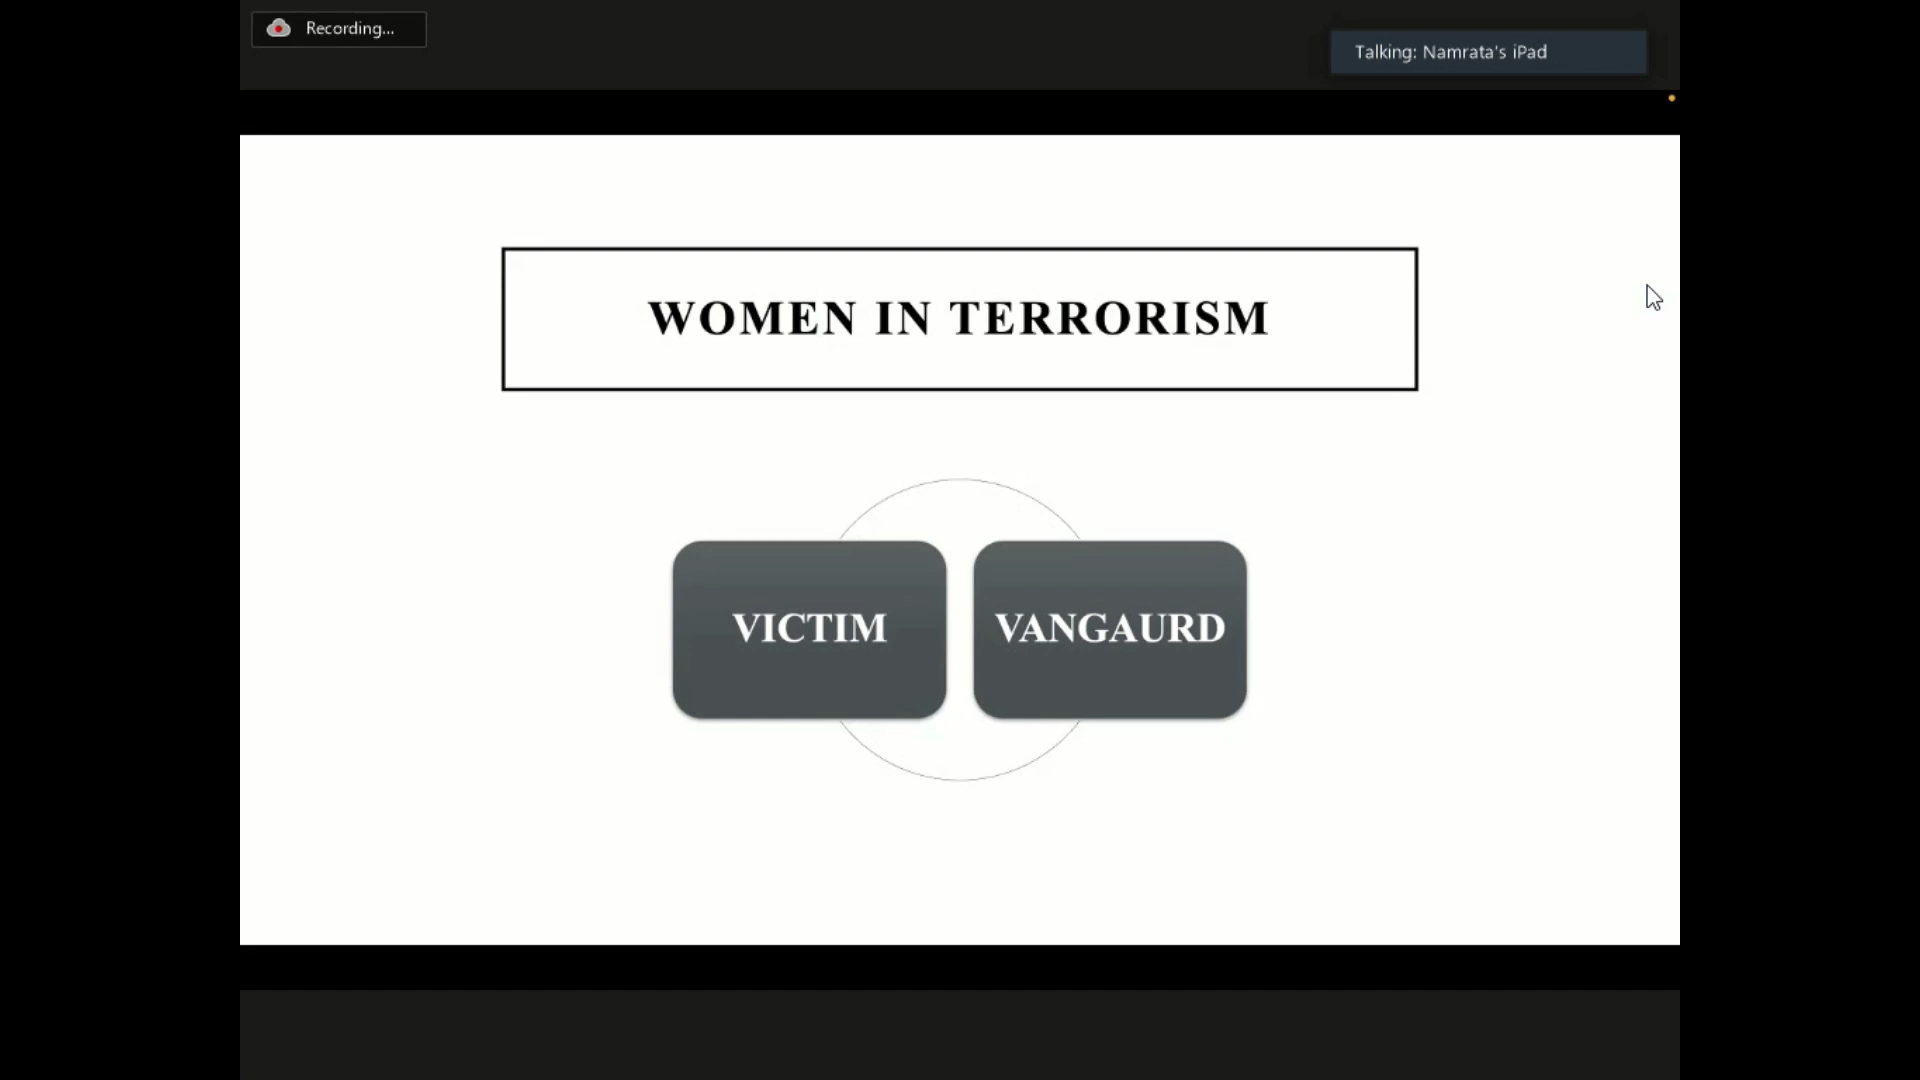 Recording...
Talking: Namrata's iPad
WOMEN IN TERRORISM
VICTIM
VANGAURD